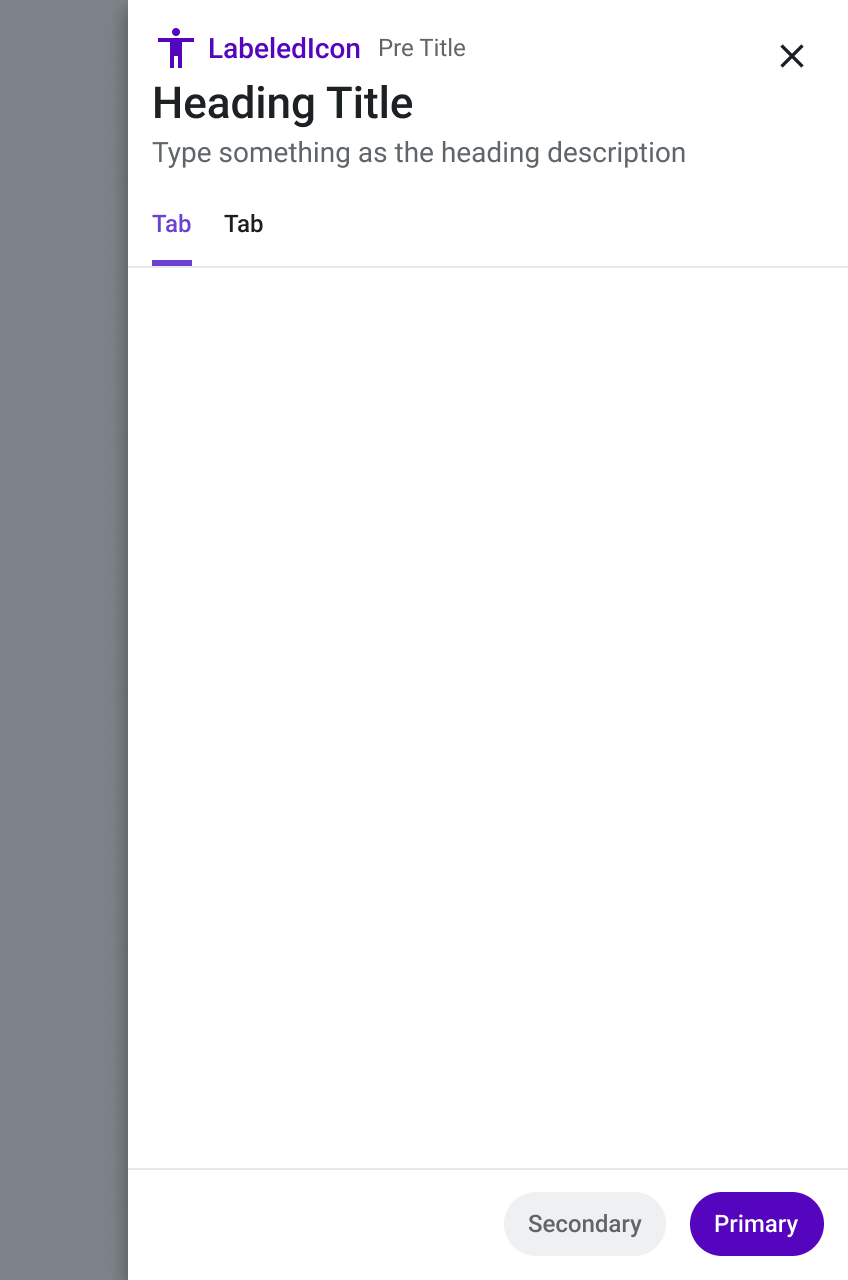 LabeledIcon Pre Title
Heading Title
Type something as the heading description
Tab Tab
Secondary Primary